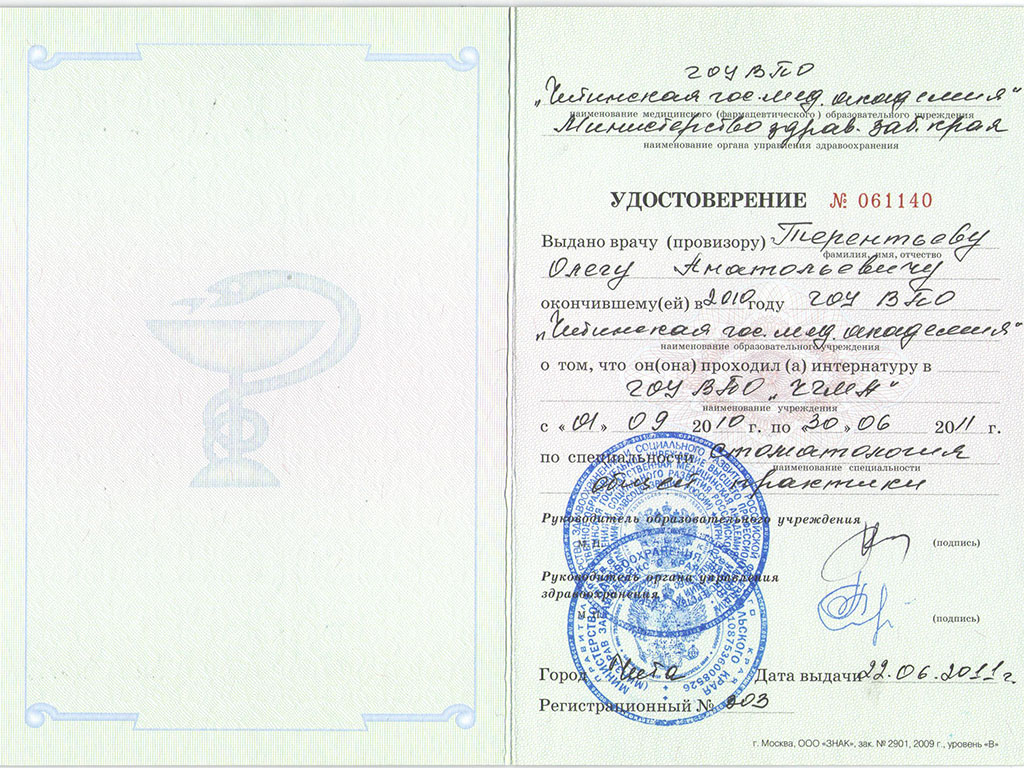 ГОУ ВПО
„Читинская гос. мед. академия"
наименование медицинского (фармацевтического) образовательного учреждения
Министерство здрав. Заб. края
наименование органа управления здравоохранения
УДОСТОВЕРЕНИЕ № 061140
Выдано врачу (провизору) Терентьеву
фамилия, имя, отчество
Олегу Анатольевичу
окончившему(ей) в 2010 году ГОУ ВПО
„Читинская гос. мед. академия"
наименование образовательного учреждения
о том, что он(она) проходил (а) интернатуру в
ГОУ ВПО „ЧГМА"
наименование учреждения
с «01» 09 2010 г. по «30» 06 2011 г.
по специальности Стоматология
наименование специальности
общей практики
Руководитель образовательного учреждения
М.П.
(подпись)
Руководитель органа управления
здравоохранения
(подпись)
Город Чита Дата выдачи 22.06.2011 г.
Регистрационный № 203
г. Москва, ООО «ЗНАК», зак. № 2901, 2009 г., уровень «В»